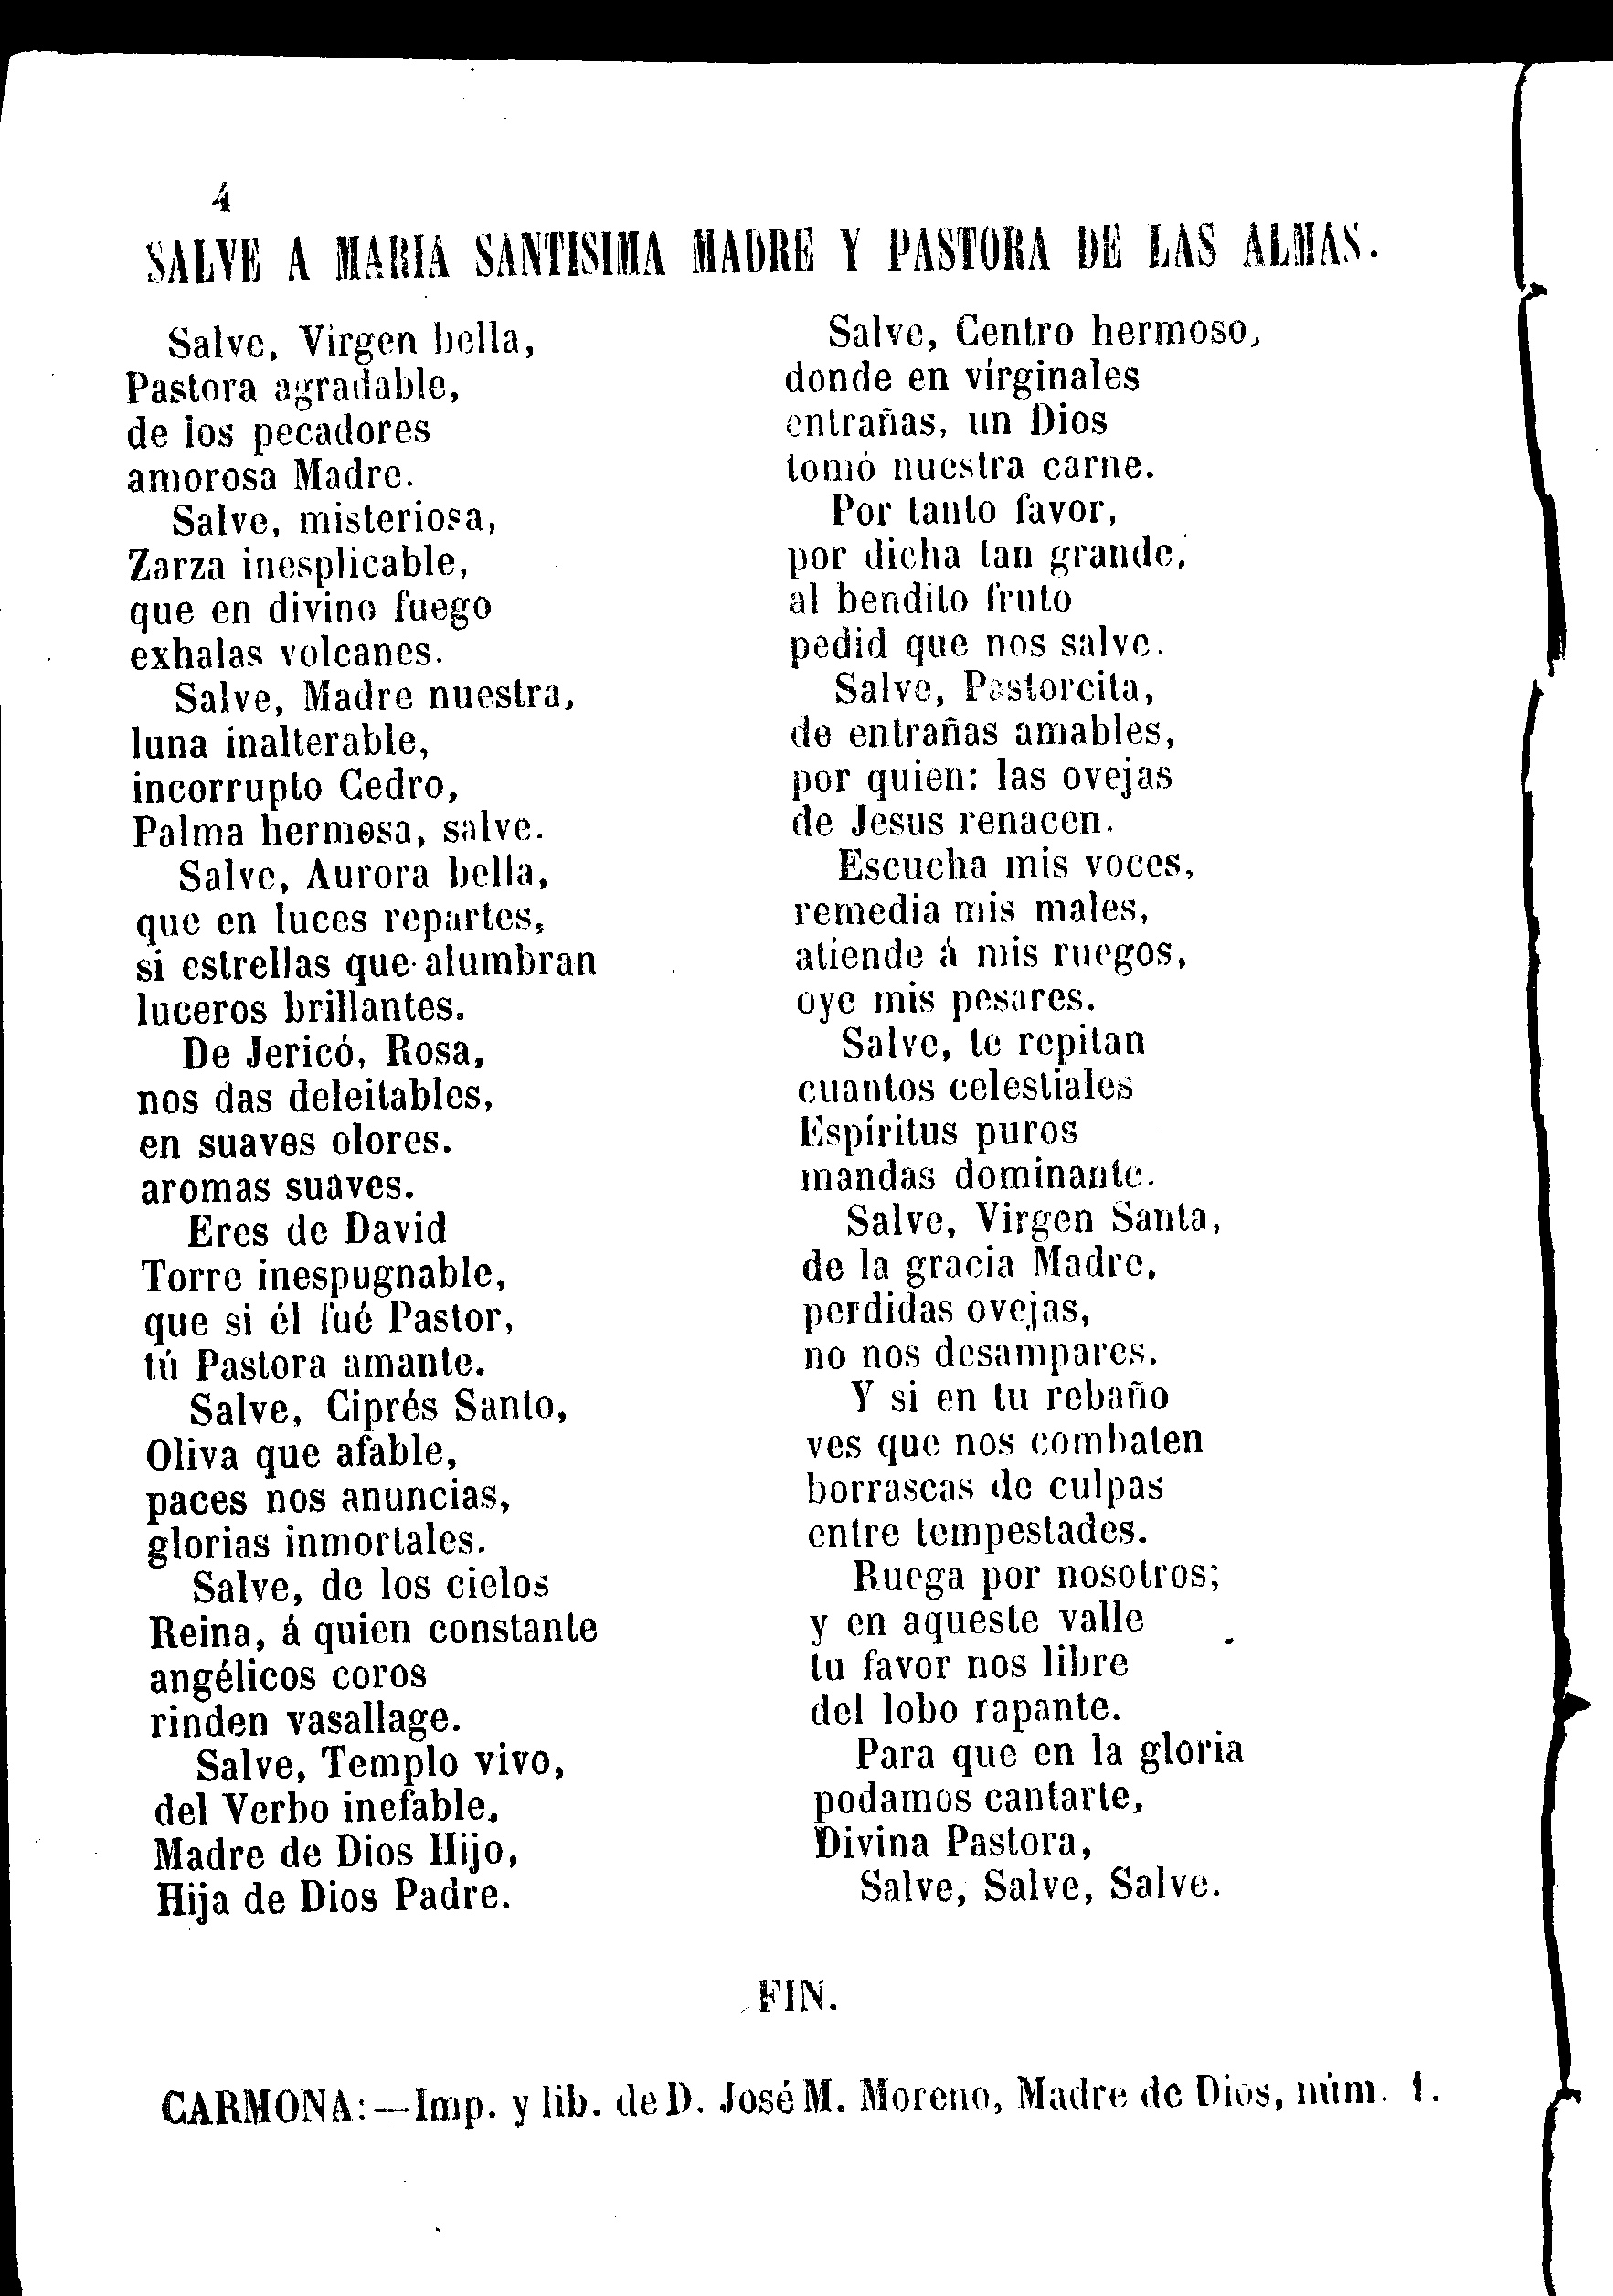 4
SALVE A MARIA SANTISIMA MADRE Y PASTORA DE LAS ALMAS.
Salve, Virgen bella,
Pastora agradable,
de los pecadores
amorosa Madre.
Salve, misteriosa,
Zarza inesplicable,
que en divino fuego
exhalas volcanes.
Salve, Madre nuestra,
luna inalterable,
incorrupto Cedro,
Palma hermosa, salve.
Salve, Aurora bella,
que en luces repartes,
si estrellas que alumbran
luceros brillantes.
De Jericó, Rosa,
nos das deleitables,
en suaves olores.
aromas suaves.
Eres de David
Torre inespugnable,
que si él fué Pastor,
tú Pastora amante.
Salve, Ciprés Santo,
Oliva que afable,
paces nos anuncias,
glorias inmortales.
Salve, de los cielos
Reina, á quien constante
angélicos coros
rinden vasallage.
Salve, Templo vivo,
del Verbo inefable,
Madre de Dios Hijo,
Hija de Dios Padre.
Salve, Centro hermoso,
donde en vírginales
entrañas, un Dios
tomó nuestra carne.
Por tanto favor,
por dicha tan grande,
al bendito fruto
pedid que nos salve.
Salve, Pastorcita,
de entrañas amables,
por quien: las ovejas
de Jesus renacen.
Escucha mis voces,
remedia mis males,
atiende á mis ruegos,
oye mis pesares.
Salve, te repitan
cuantos celestiales
Espíritus puros
mandas dominante.
Salve, Virgen Santa,
de la gracia Madre,
perdidas ovejas,
no nos desampares.
Y si en tu rebaño
ves que nos combaten
borrascas de culpas
entre tempestades.
Ruega por nosotros;
y en aqueste valle
tu favor nos libre
del lobo rapante.
Para que en la gloria
podamos cantarte,
Divina Pastora,
Salve, Salve, Salve.
FIN.
CARMONA:—Imp. y lib. de D. José M. Moreno, Madre de Dios, núm. 1.